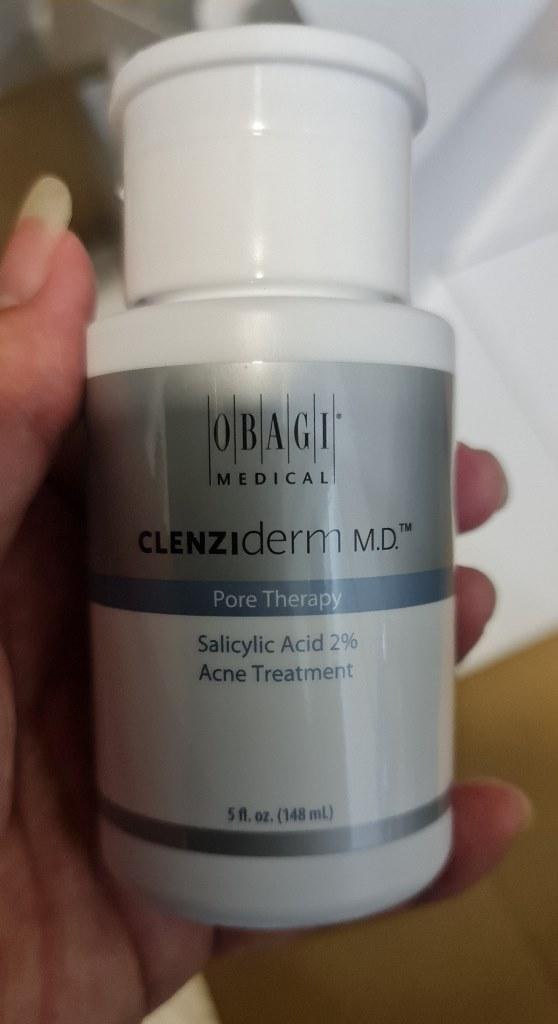 OBAGI®
MEDICAL
CLENZIderm M.D.™
Pore Therapy
Salicylic Acid 2%
Acne Treatment
5 fl. oz. (148 mL)